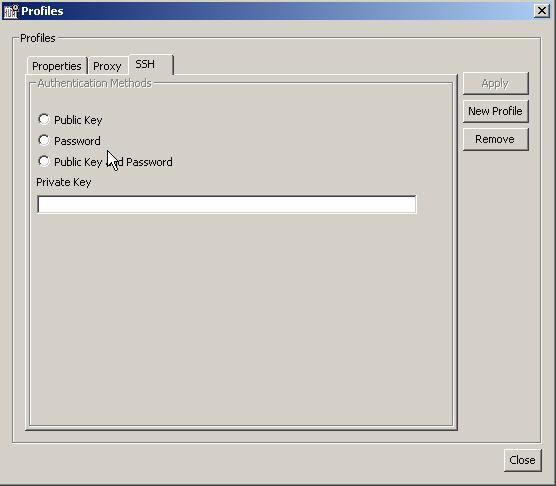 Profiles
Profiles
Properties
Proxy
SSH
Authentication Methods
Public Key
Password
Public Key and Password
Private Key
Apply
New Profile
Remove
Close